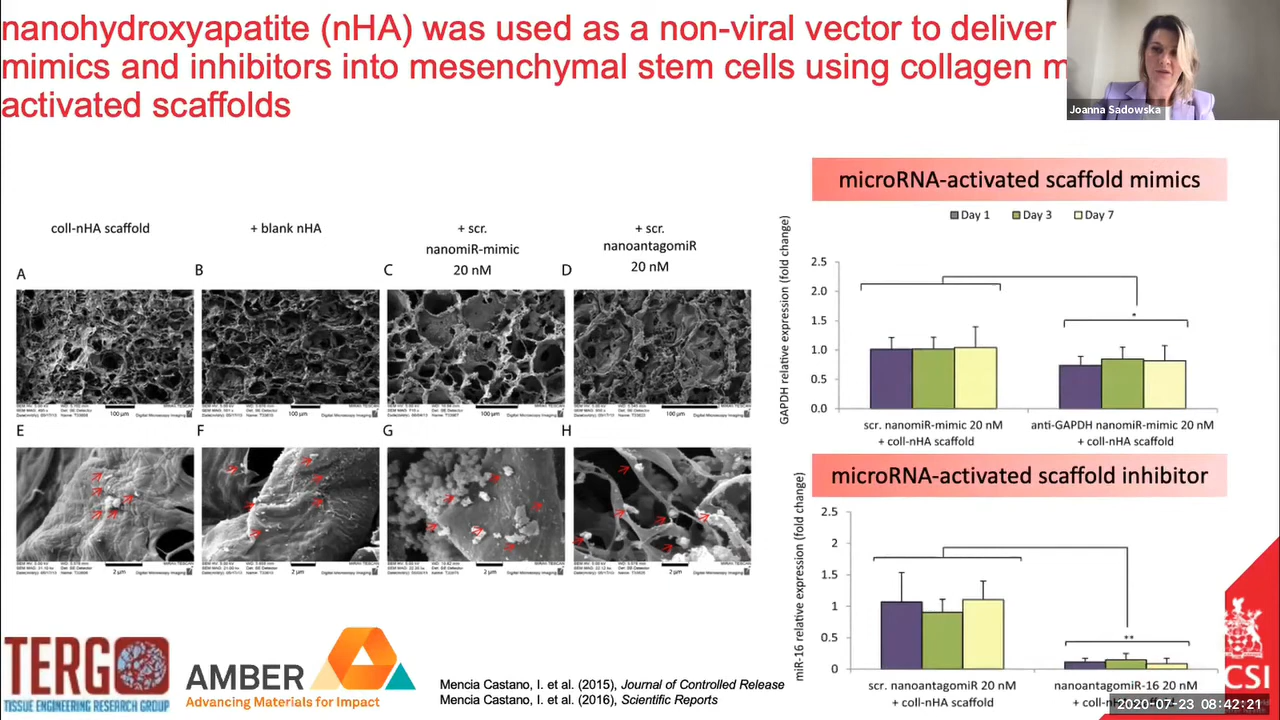 nanohydroxyapatite (nHA) was used as a non-viral vector to deliver
mimics and inhibitors into mesenchymal stem cells using collagen m
activated scaffolds
Joanna Sadowska
coll-nHA scaffold
+ blank nHA
+ scr.
nanomiR-mimic
20 nM
+ scr.
nanoantagomiR
20 nM
A
B
C
D
100 µm
100 µm
100 µm
100 µm
E
F
G
H
2 µm
2 µm
2 µm
2 µm
microRNA-activated scaffold mimics
Day 1
Day 3
Day 7
GAPDH relative expression (fold change)
2.5
2.0
1.5
1.0
0.5
0.0
*
scr. nanomiR-mimic 20 nM
+ coll-nHA scaffold
anti-GAPDH nanomiR-mimic 20 nM
+ coll-nHA scaffold
microRNA-activated scaffold inhibitor
miR-16 relative expression (fold change)
2.5
2
1.5
1
0.5
0
**
scr. nanoantagomiR 20 nM
+ coll-nHA scaffold
nanoantagomiR-16 20 nM
TERG
TISSUE ENGINEERING RESEARCH GROUP
AMBER
Advancing Materials for Impact
Mencia Castano, I. et al. (2015), Journal of Controlled Release
Mencia Castano, I. et al. (2016), Scientific Reports
CSI
2020-07-23 08:42:21